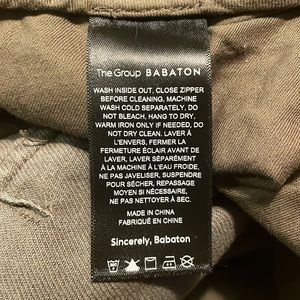 The Group BABATON
WASH INSIDE OUT, CLOSE ZIPPER
BEFORE CLEANING, MACHINE
WASH COLD SEPARATELY, DO
NOT BLEACH, HANG TO DRY,
WARM IRON ONLY IF NEEDED, DO
NOT DRY CLEAN. LAVER À
L'ENVERS, FERMER LA
FERMETURE ÉCLAIR AVANT DU
LAVER, LAVER SÉPARÉMENT
À LA MACHINE À L'EAU FROIDE,
NE PAS JAVELISER, SUSPENDRE
POUR SÉCHER, REPASSAGE
MOYEN SI NÉCESSAIRE,
NE PAS NETTOYER À SEC.
MADE IN CHINA
FABRIQUÉ EN CHINE
Sincerely, Babaton